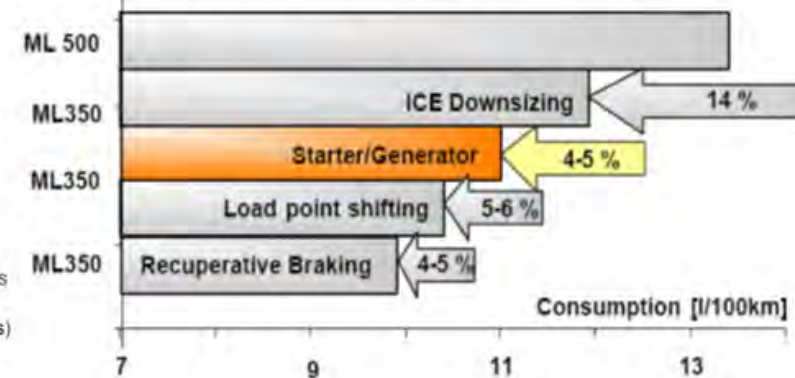 ML 500
ML350 ICE Downsizing 14 %
ML350 Starter/Generator 4-5 %
Load point shifting 5-6 %
ML350 Recuperative Braking 4-5 %
s
s)
Consumption [l/100km]
7 9 11 13